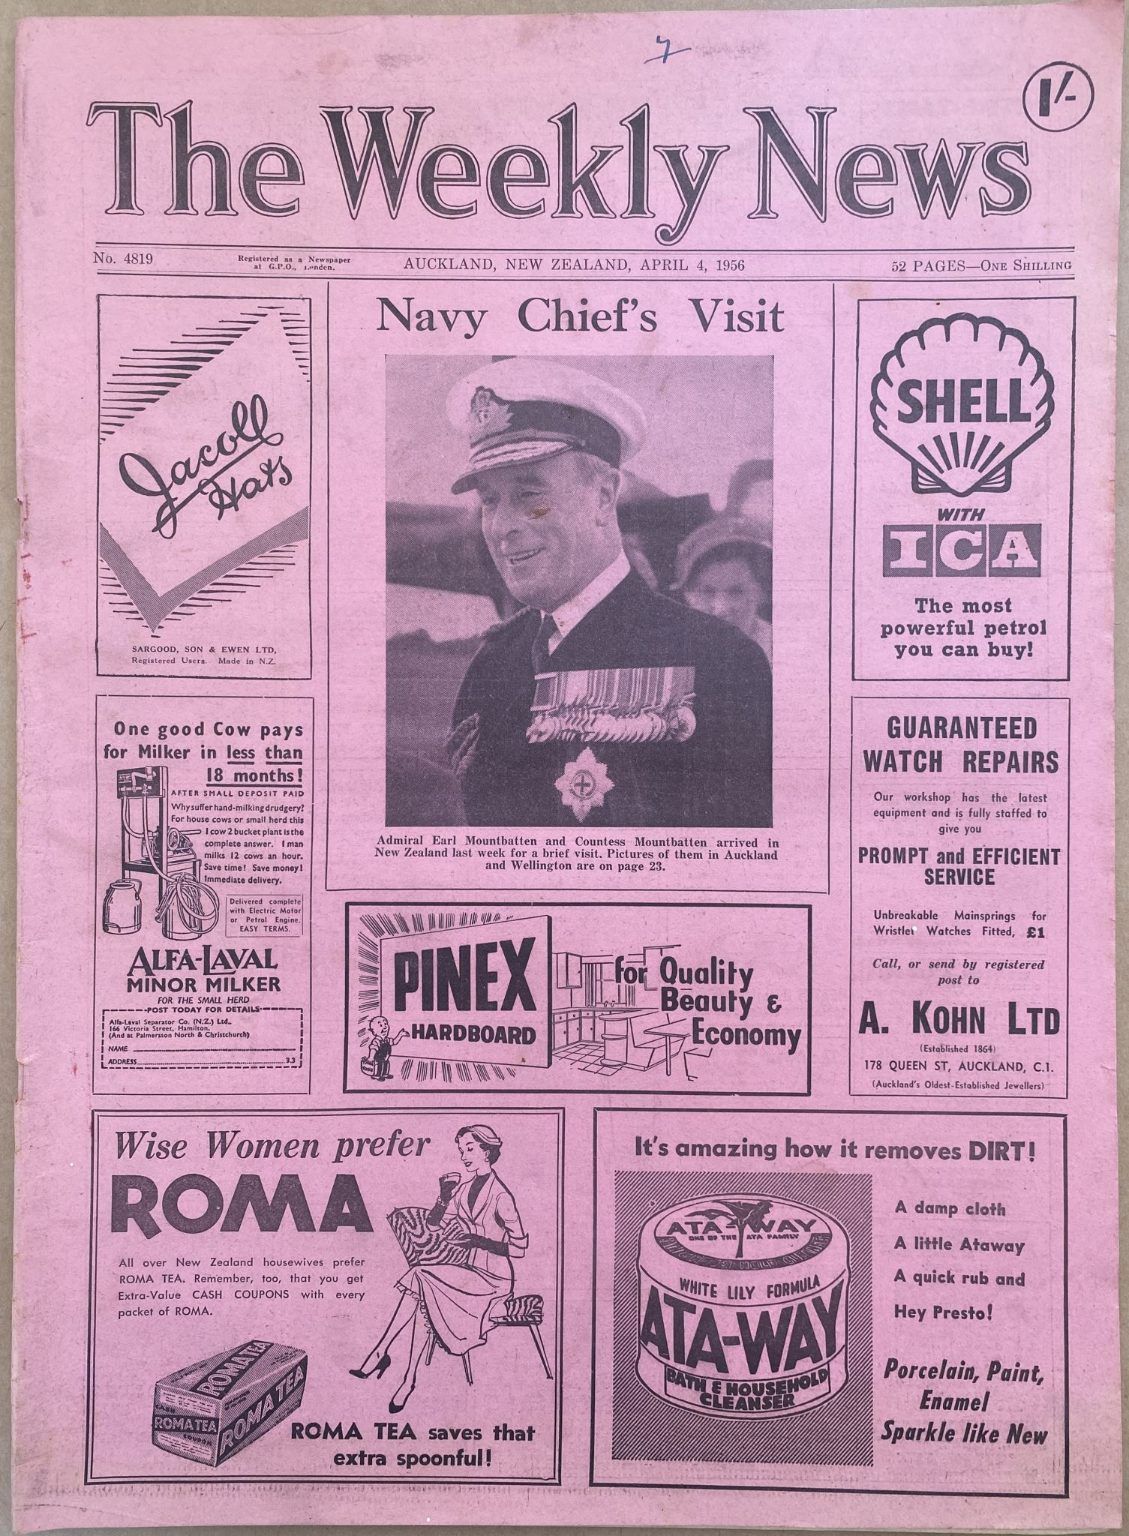 7
1/-
The Weekly News
No. 4819
Registered as a Newspaper
at G.P.O., London.
AUCKLAND, NEW ZEALAND, APRIL 4, 1956
52 PAGES—ONE SHILLING
Jacoll
Hats
SARGOOD, SON & EWEN LTD,
Registered Users. Made in N.Z.
Navy Chief's Visit
Admiral Earl Mountbatten and Countess Mountbatten arrived in
New Zealand last week for a brief visit. Pictures of them in Auckland
and Wellington are on page 23.
SHELL
WITH
ICA
The most
powerful petrol
you can buy!
One good Cow pays
for Milker in less than
18 months!
AFTER SMALL DEPOSIT PAID
Why suffer hand-milking drudgery?
For house cows or small herd this
1 cow 2 bucket plant is the
complete answer. 1 man
milks 12 cows an hour.
Save time! Save money!
Immediate delivery.
Delivered complete
with Electric Motor
or Petrol Engine.
EASY TERMS.
ALFA-LAVAL
MINOR MILKER
FOR THE SMALL HERD
POST TODAY FOR DETAILS
Alfa-Laval Separator Co. (N.Z.) Ltd.,
166 Victoria Street, Hamilton.
(And at Palmerston North & Christchurch)
NAME
ADDRESS 3.3
PINEX
HARDBOARD
for Quality
Beauty &
Economy
GUARANTEED
WATCH REPAIRS
Our workshop has the latest
equipment and is fully staffed to
give you
PROMPT and EFFICIENT
SERVICE
Unbreakable Mainsprings for
Wristlet Watches Fitted, £1
Call, or send by registered
post to
A. KOHN LTD
(Established 1864)
178 QUEEN ST, AUCKLAND, C.1.
(Auckland's Oldest-Established Jewellers)
Wise Women prefer
ROMA
All over New Zealand housewives prefer
ROMA TEA. Remember, too, that you get
Extra-Value CASH COUPONS with every
packet of ROMA.
ROMA TEA
ROMA TEA
ROMA TEA
COUPON
ROMA TEA saves that
extra spoonful!
It's amazing how it removes DIRT!
ATA-WAY
ONE OF THE ATA FAMILY
WHITE LILY FORMULA
ATA-WAY
BATH & HOUSEHOLD
CLEANSER
A damp cloth
A little Ataway
A quick rub and
Hey Presto!
Porcelain, Paint,
Enamel
Sparkle like New